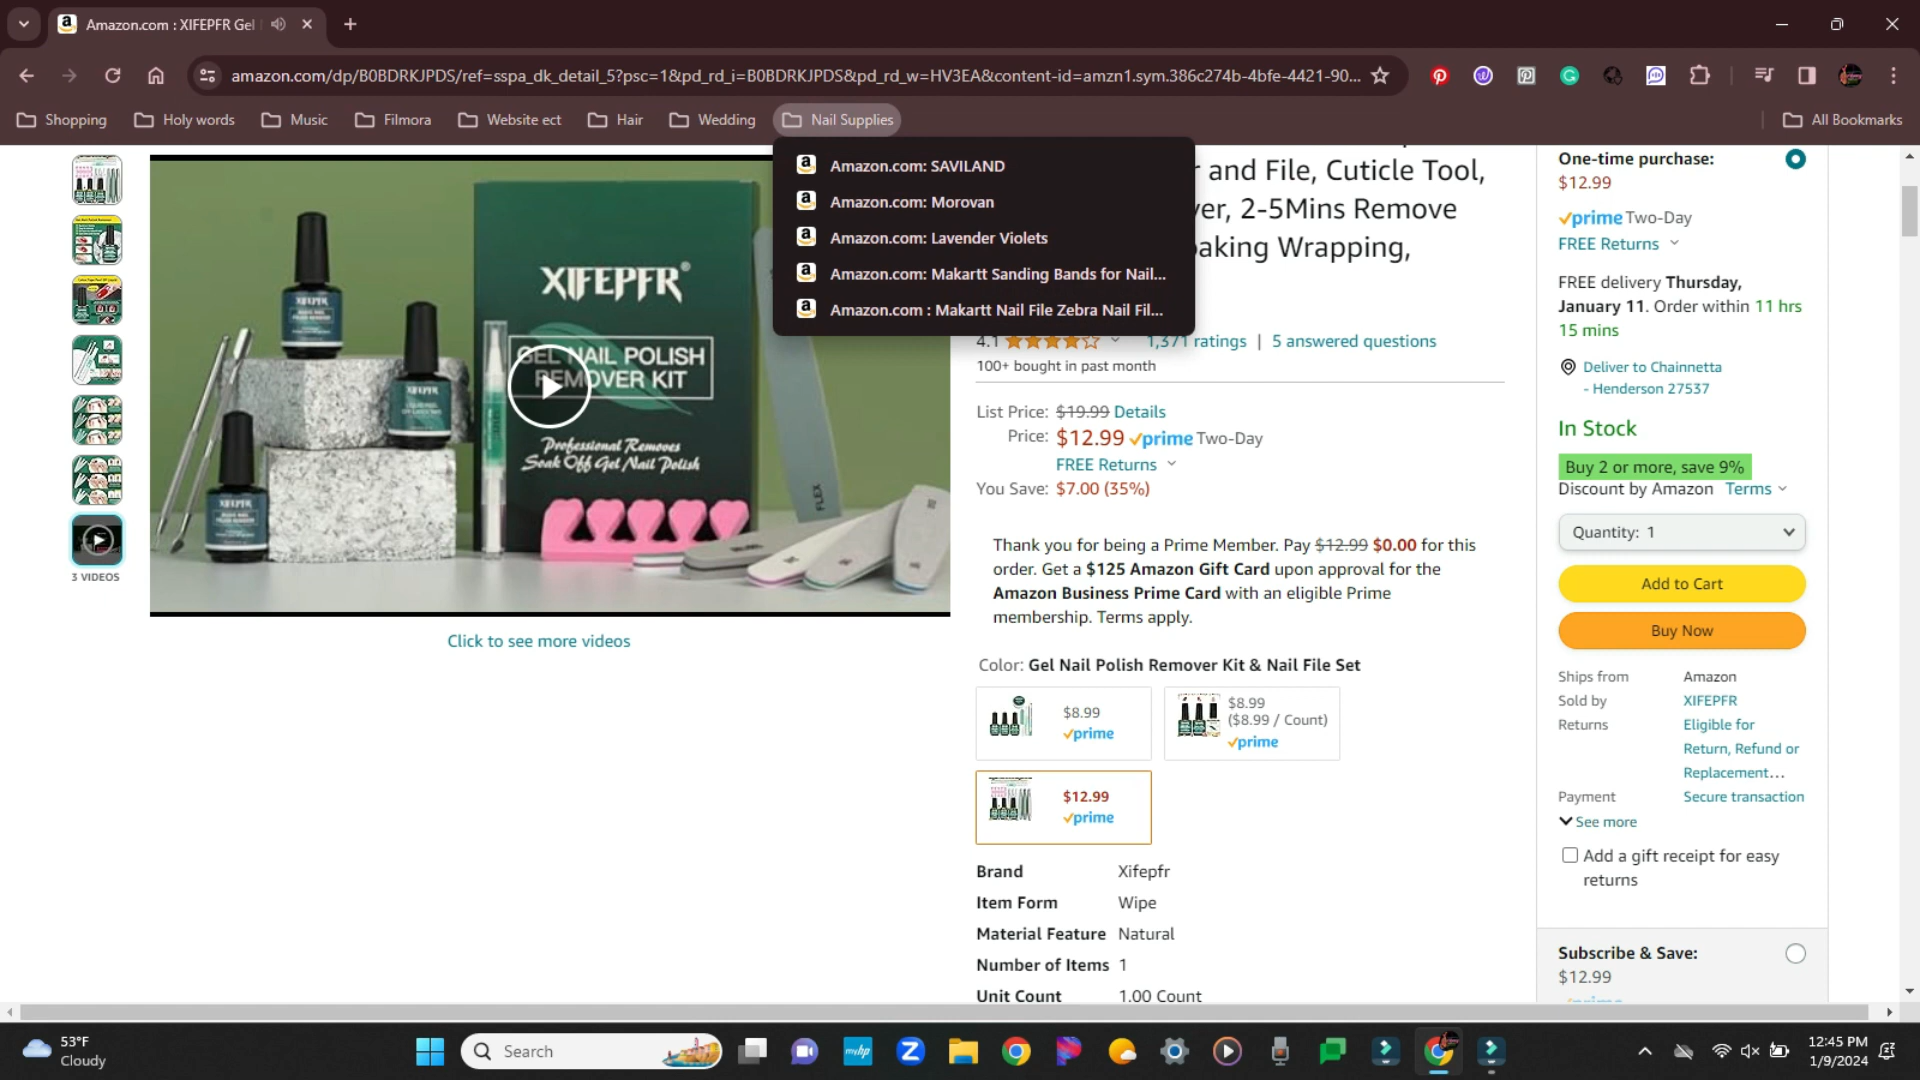 Amazon.com : XIFEPFR Gel
amazon.com/dp/B0BDRKJPDS/ref=sspa_dk_detail_5?psc=1&pd_rd_i=B0BDRKJPDS&pd_rd_w=HV3EA&content-id=amzn1.sym.386c274b-4bfe-4421-90...
Shopping
Holy words
Music
Filmora
Website ect
Hair
Wedding
Nail Supplies
All Bookmarks
Amazon.com: SAVILAND
Amazon.com: Morovan
Amazon.com: Lavender Violets
Amazon.com: Makartt Sanding Bands for Nail...
Amazon.com : Makartt Nail File Zebra Nail Fil...
3 VIDEOS
XIFEPFR®
GEL NAIL POLISH
REMOVER KIT
Professional Removes
Soak Off Gel Nail Polish
XIFEPFR
XIFEPFR
XIFEPFR
FLEX
Click to see more videos
and File, Cuticle Tool,
2-5Mins Remove
Wrapping,
4.1
1,371 ratings | 5 answered questions
100+ bought in past month
List Price: $19.99 Details
Price: $12.99 prime Two-Day
FREE Returns
You Save: $7.00 (35%)
Thank you for being a Prime Member. Pay $12.99 $0.00 for this
order. Get a $125 Amazon Gift Card upon approval for the
Amazon Business Prime Card with an eligible Prime
membership. Terms apply.
Color: Gel Nail Polish Remover Kit & Nail File Set
$8.99
prime
$8.99
($8.99 / Count)
prime
$12.99
prime
Brand Xifepfr
Item Form Wipe
Material Feature Natural
Number of Items 1
Unit Count 1.00 Count
One-time purchase:
$12.99
prime Two-Day
FREE Returns
FREE delivery Thursday,
January 11. Order within 11 hrs
15 mins
Deliver to Chainnetta
- Henderson 27537
In Stock
Buy 2 or more, save 9%
Discount by Amazon Terms
Quantity: 1
Add to Cart
Buy Now
Ships from Amazon
Sold by XIFEPFR
Returns Eligible for
Return, Refund or
Replacement...
Payment Secure transaction
See more
Add a gift receipt for easy
returns
Subscribe & Save:
$12.99
53°F
Cloudy
Search
myhp
12:45 PM
1/9/2024